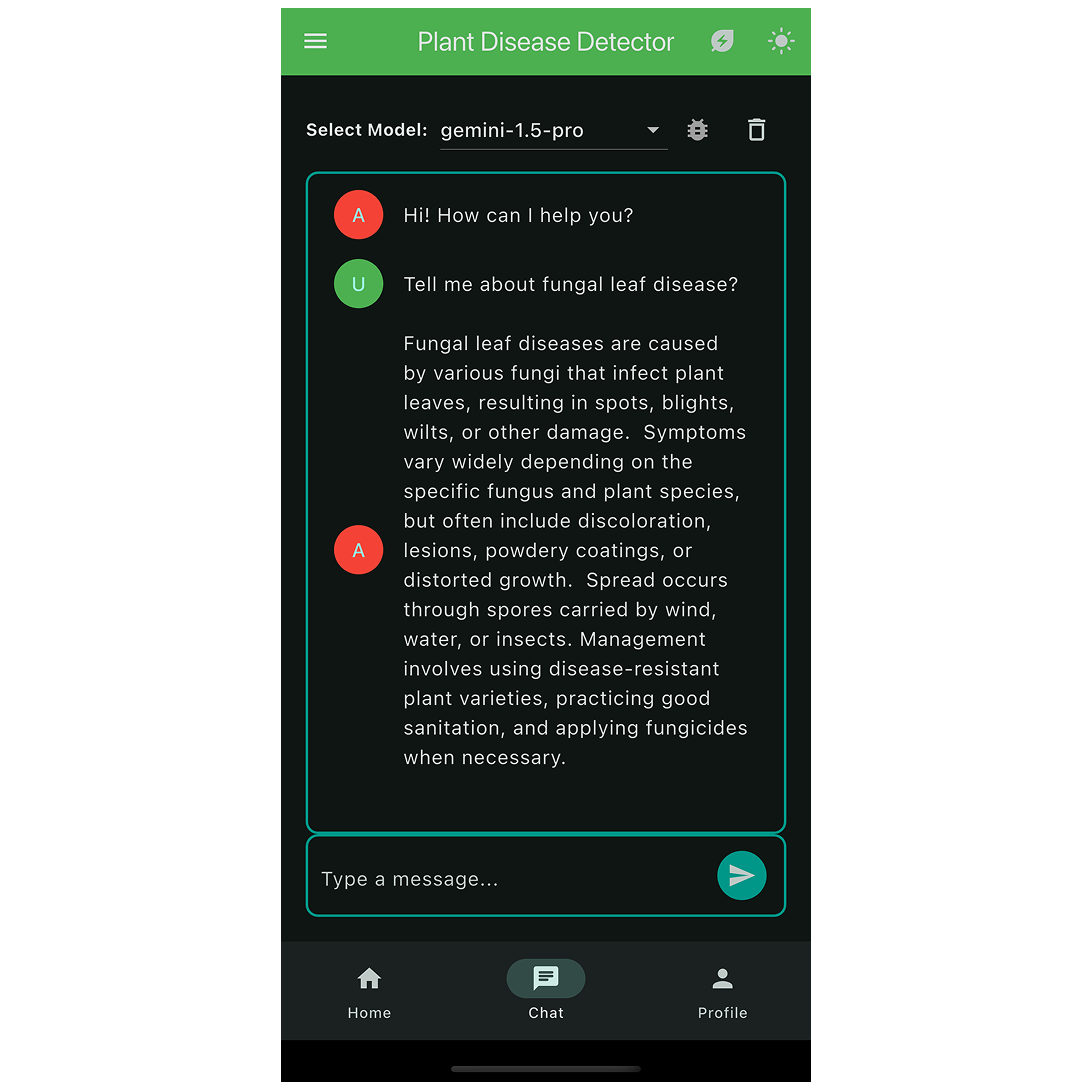 Plant Disease Detector
Select Model: gemini-1.5-pro
A Hi! How can I help you?
U Tell me about fungal leaf disease?
Fungal leaf diseases are caused
by various fungi that infect plant
leaves, resulting in spots, blights,
wilts, or other damage.  Symptoms
vary widely depending on the
specific fungus and plant species,
but often include discoloration,
A lesions, powdery coatings, or
distorted growth.  Spread occurs
through spores carried by wind,
water, or insects. Management
involves using disease-resistant
plant varieties, practicing good
sanitation, and applying fungicides
when necessary.
Type a message...
Home Chat Profile